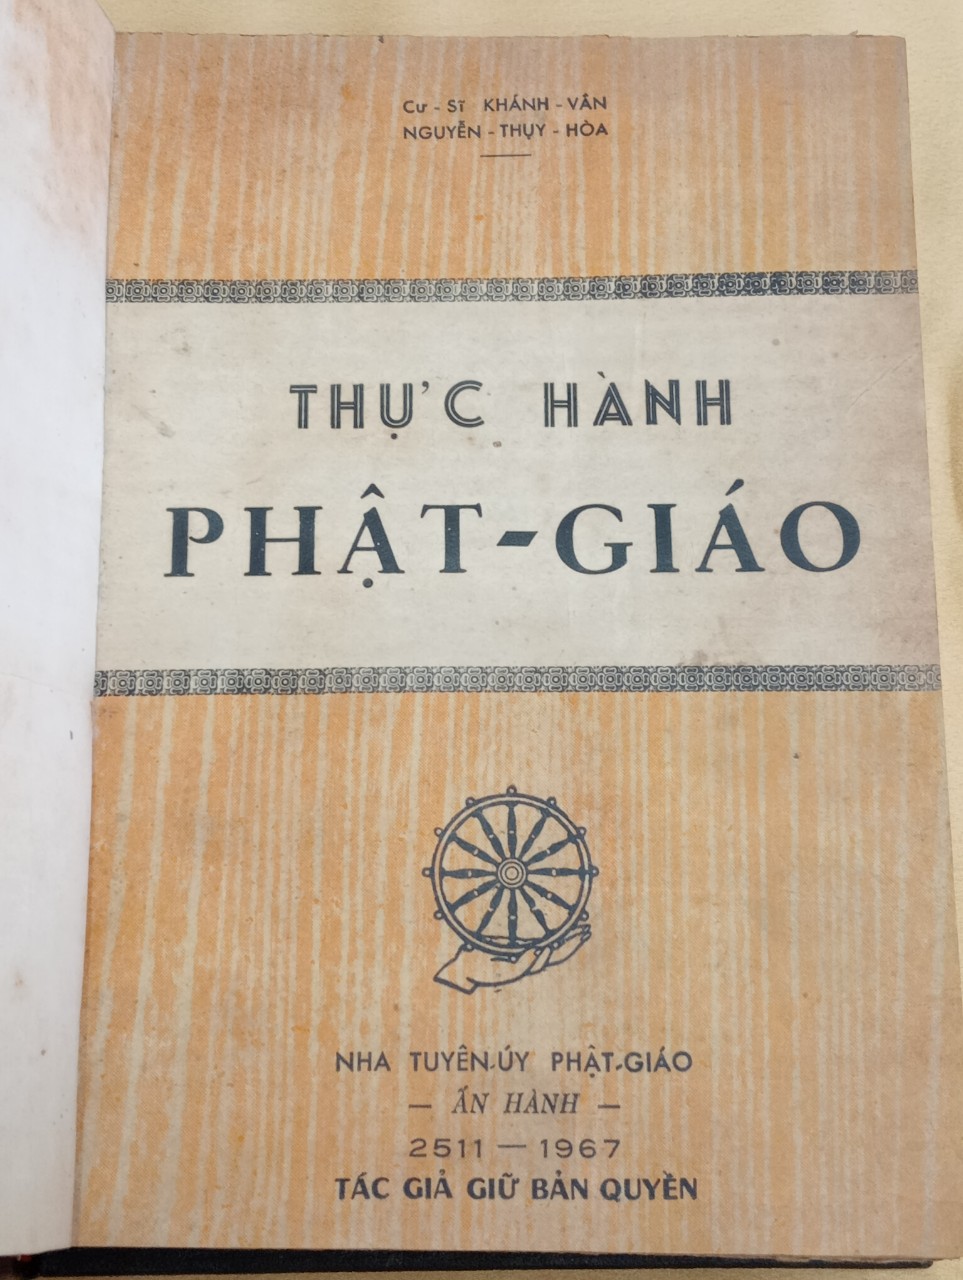 Cư - Sĩ KHÁNH - VÂN
NGUYỄN - THỤY - HÒA
THỰC HÀNH
PHẬT-GIÁO
NHA TUYÊN-ÚY PHẬT-GIÁO
— ẤN HÀNH —
2511 — 1967
TÁC GIẢ GIỮ BẢN QUYỀN